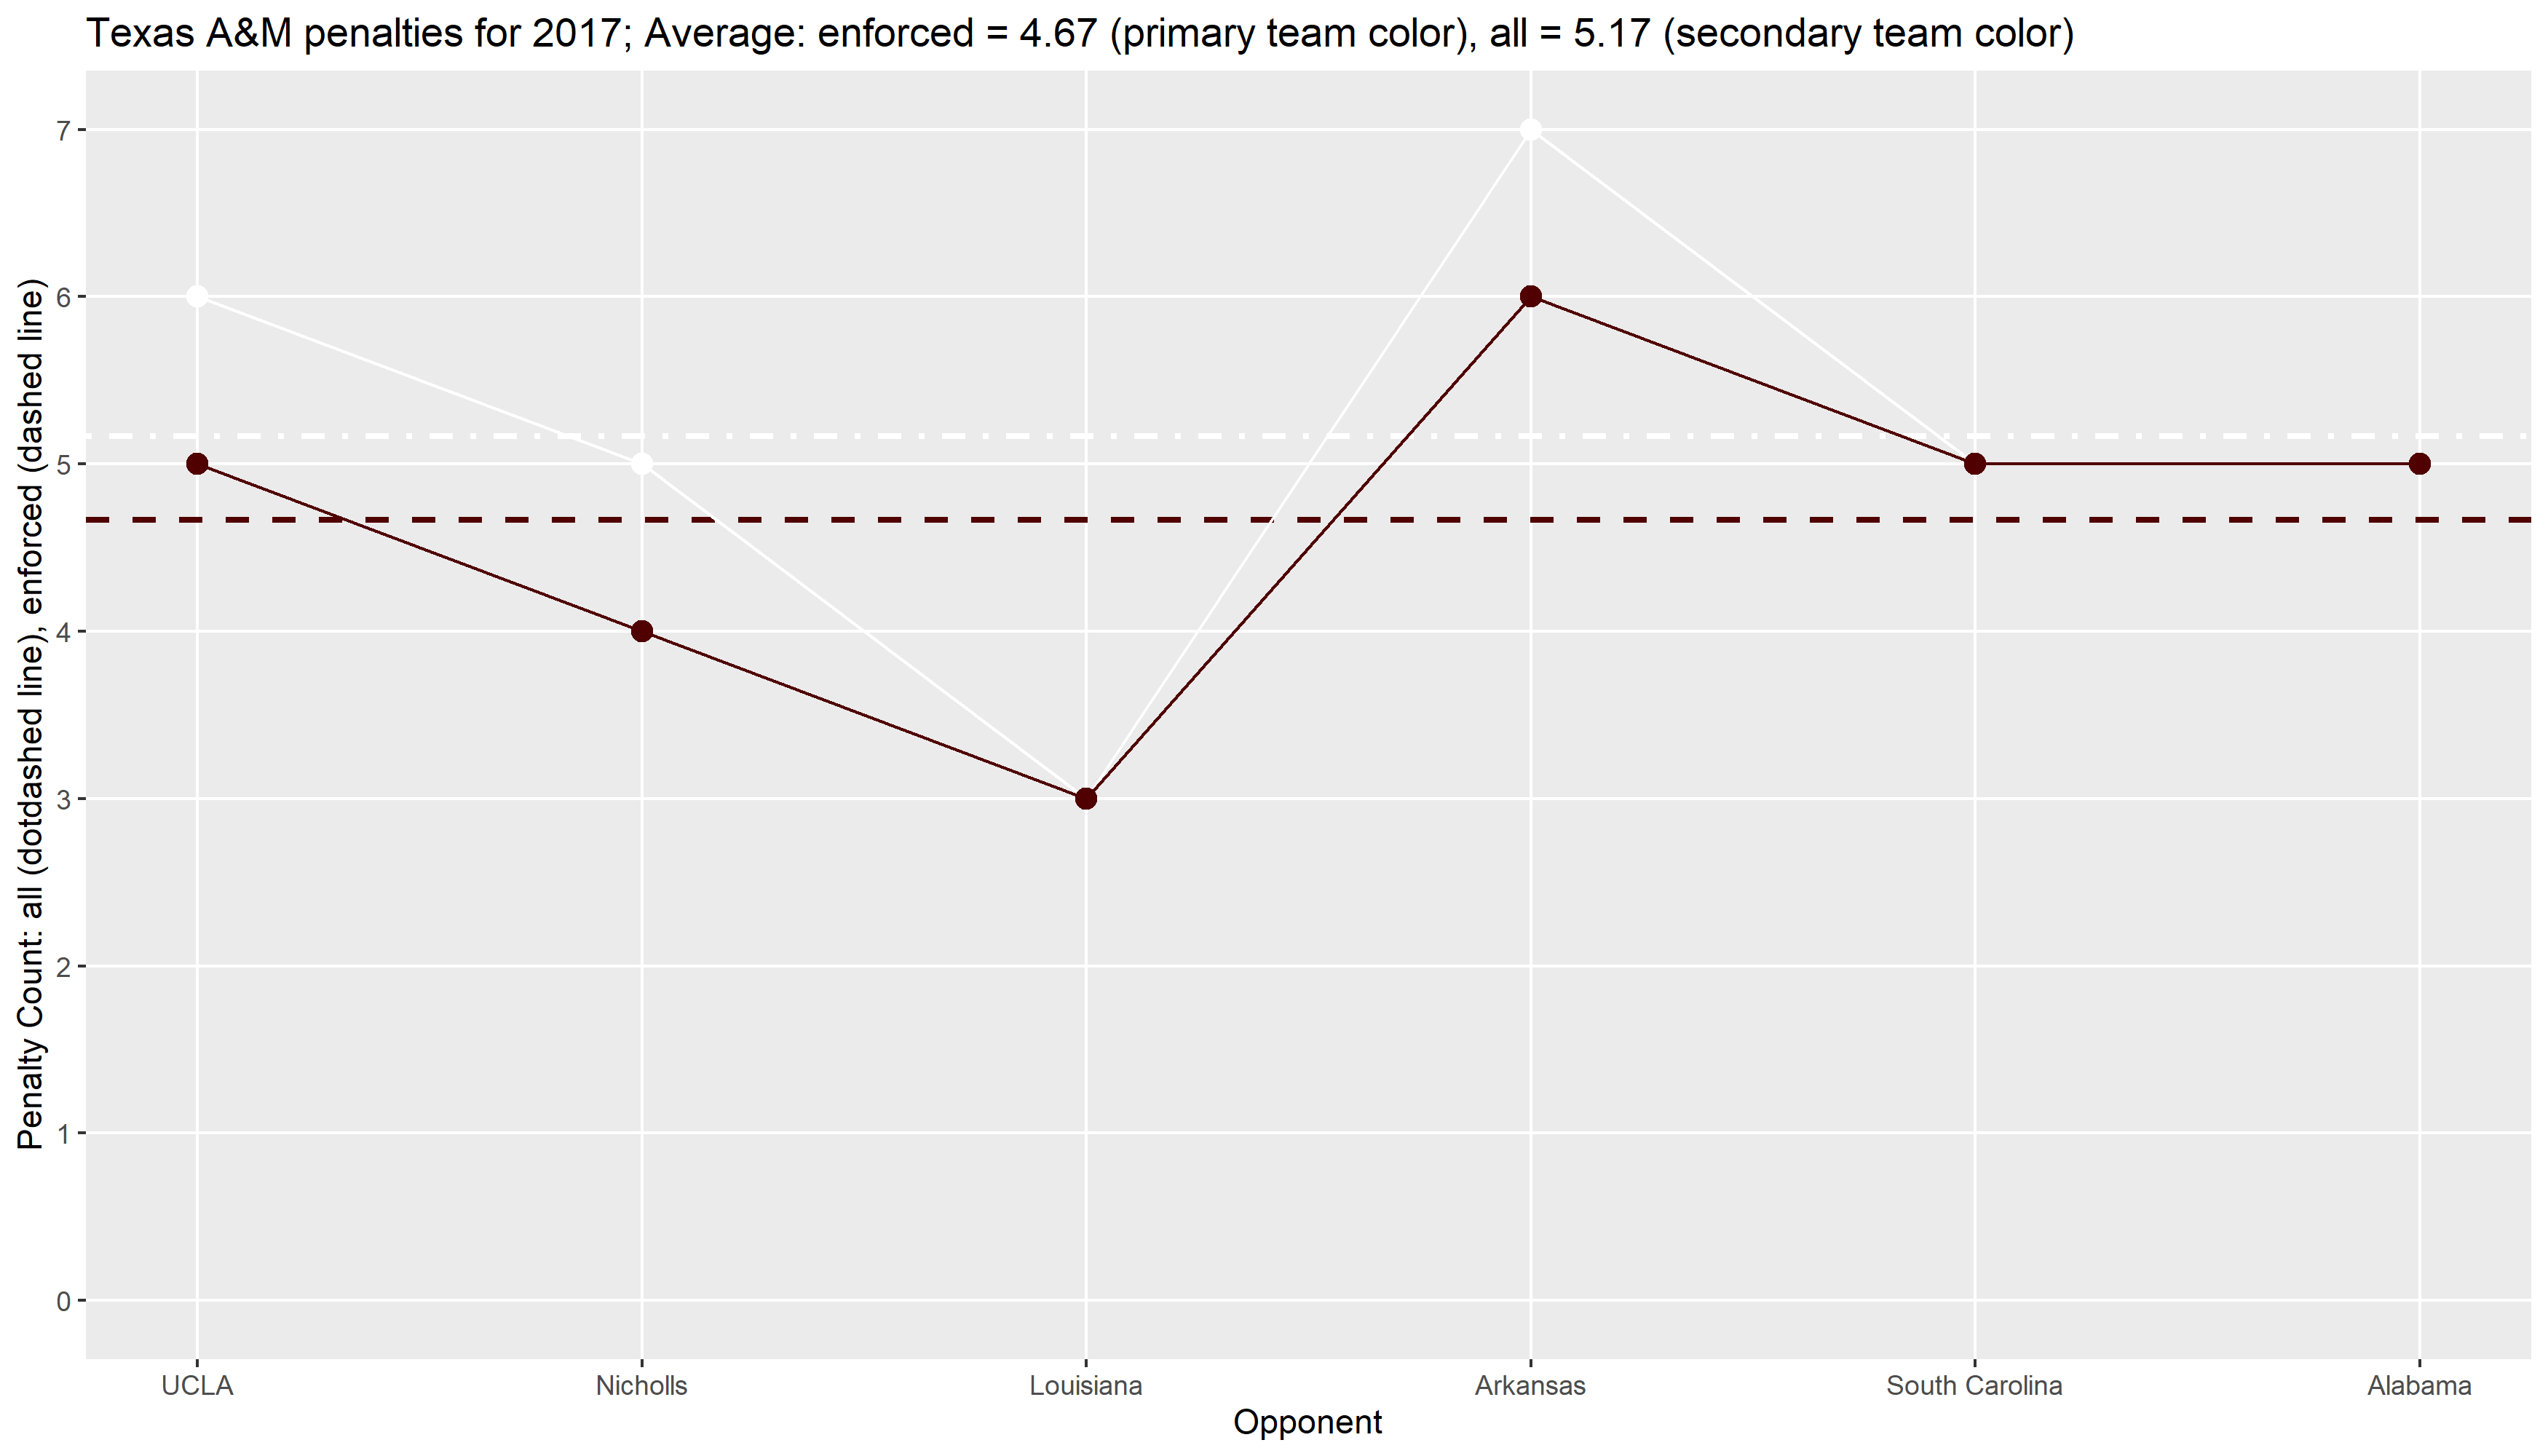 Texas A&M penalties for 2017; Average: enforced = 4.67 (primary team color), all = 5.17 (secondary team color)
Penalty Count: all (dotdashed line), enforced (dashed line)
7
6
5
4
3
2
1
0
UCLA Nicholls Louisiana Arkansas South Carolina Alabama
Opponent